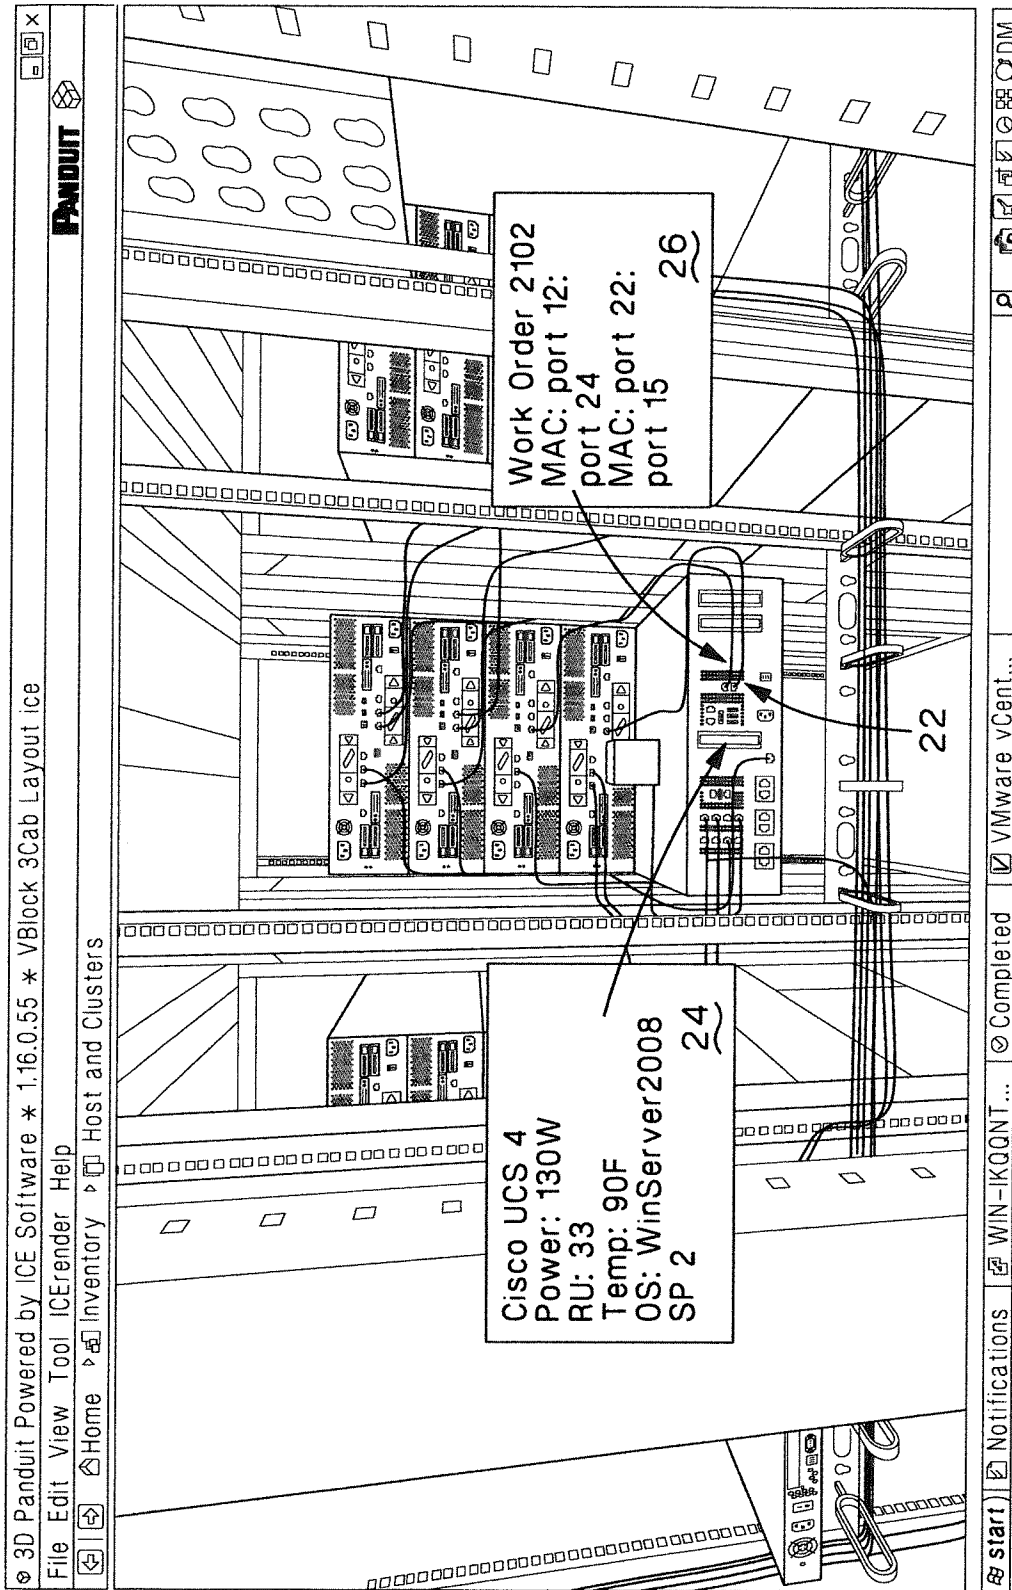 3D Panduit Powered by ICE Software * 1.16.0.55 * VBlock 3Cab Layout ice
File Edit View Tool ICErender Help
PANDUIT
Home Inventory Host and Clusters
Cisco UCS 4
Power: 130W
RU: 33
Temp: 90F
OS: WinServer2008
SP 2
24
Work Order 2102
MAC: port 12:
port 24
MAC: port 22:
port 15
26
22
start Notifications WIN-IKQQNT... Completed VMware vCent...